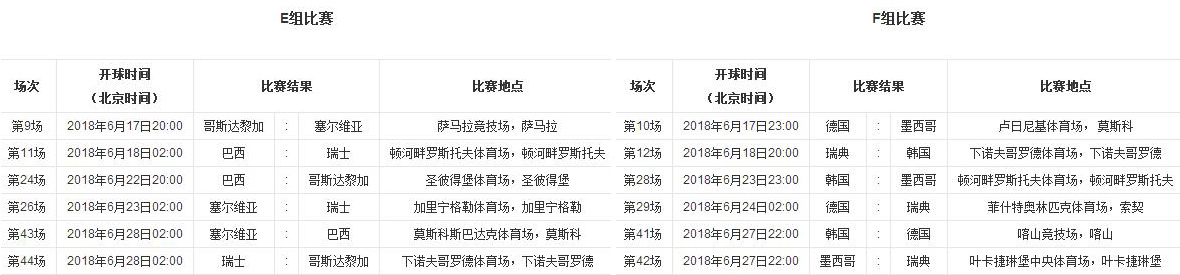 E组比赛
场次 开球时间（北京时间） 比赛结果 比赛地点
第9场 2018年6月17日20:00 哥斯达黎加 : 塞尔维亚 萨马拉竞技场，萨马拉
第11场 2018年6月18日02:00 巴西 : 瑞士 顿河畔罗斯托夫体育场，顿河畔罗斯托夫
第24场 2018年6月22日20:00 巴西 : 哥斯达黎加 圣彼得堡体育场，圣彼得堡
第26场 2018年6月23日02:00 塞尔维亚 : 瑞士 加里宁格勒体育场，加里宁格勒
第43场 2018年6月28日02:00 塞尔维亚 : 巴西 莫斯科斯巴达克体育场，莫斯科
第44场 2018年6月28日02:00 瑞士 : 哥斯达黎加 下诺夫哥罗德体育场，下诺夫哥罗德
F组比赛
场次 开球时间（北京时间） 比赛结果 比赛地点
第10场 2018年6月17日23:00 德国 : 墨西哥 卢日尼基体育场，莫斯科
第12场 2018年6月18日20:00 瑞典 : 韩国 下诺夫哥罗德体育场，下诺夫哥罗德
第28场 2018年6月23日23:00 韩国 : 墨西哥 顿河畔罗斯托夫体育场，顿河畔罗斯托夫
第29场 2018年6月24日02:00 德国 : 瑞典 菲什特奥林匹克体育场，索契
第41场 2018年6月27日22:00 韩国 : 德国 喀山竞技场，喀山
第42场 2018年6月27日22:00 墨西哥 : 瑞典 叶卡捷琳堡中央体育场，叶卡捷琳堡